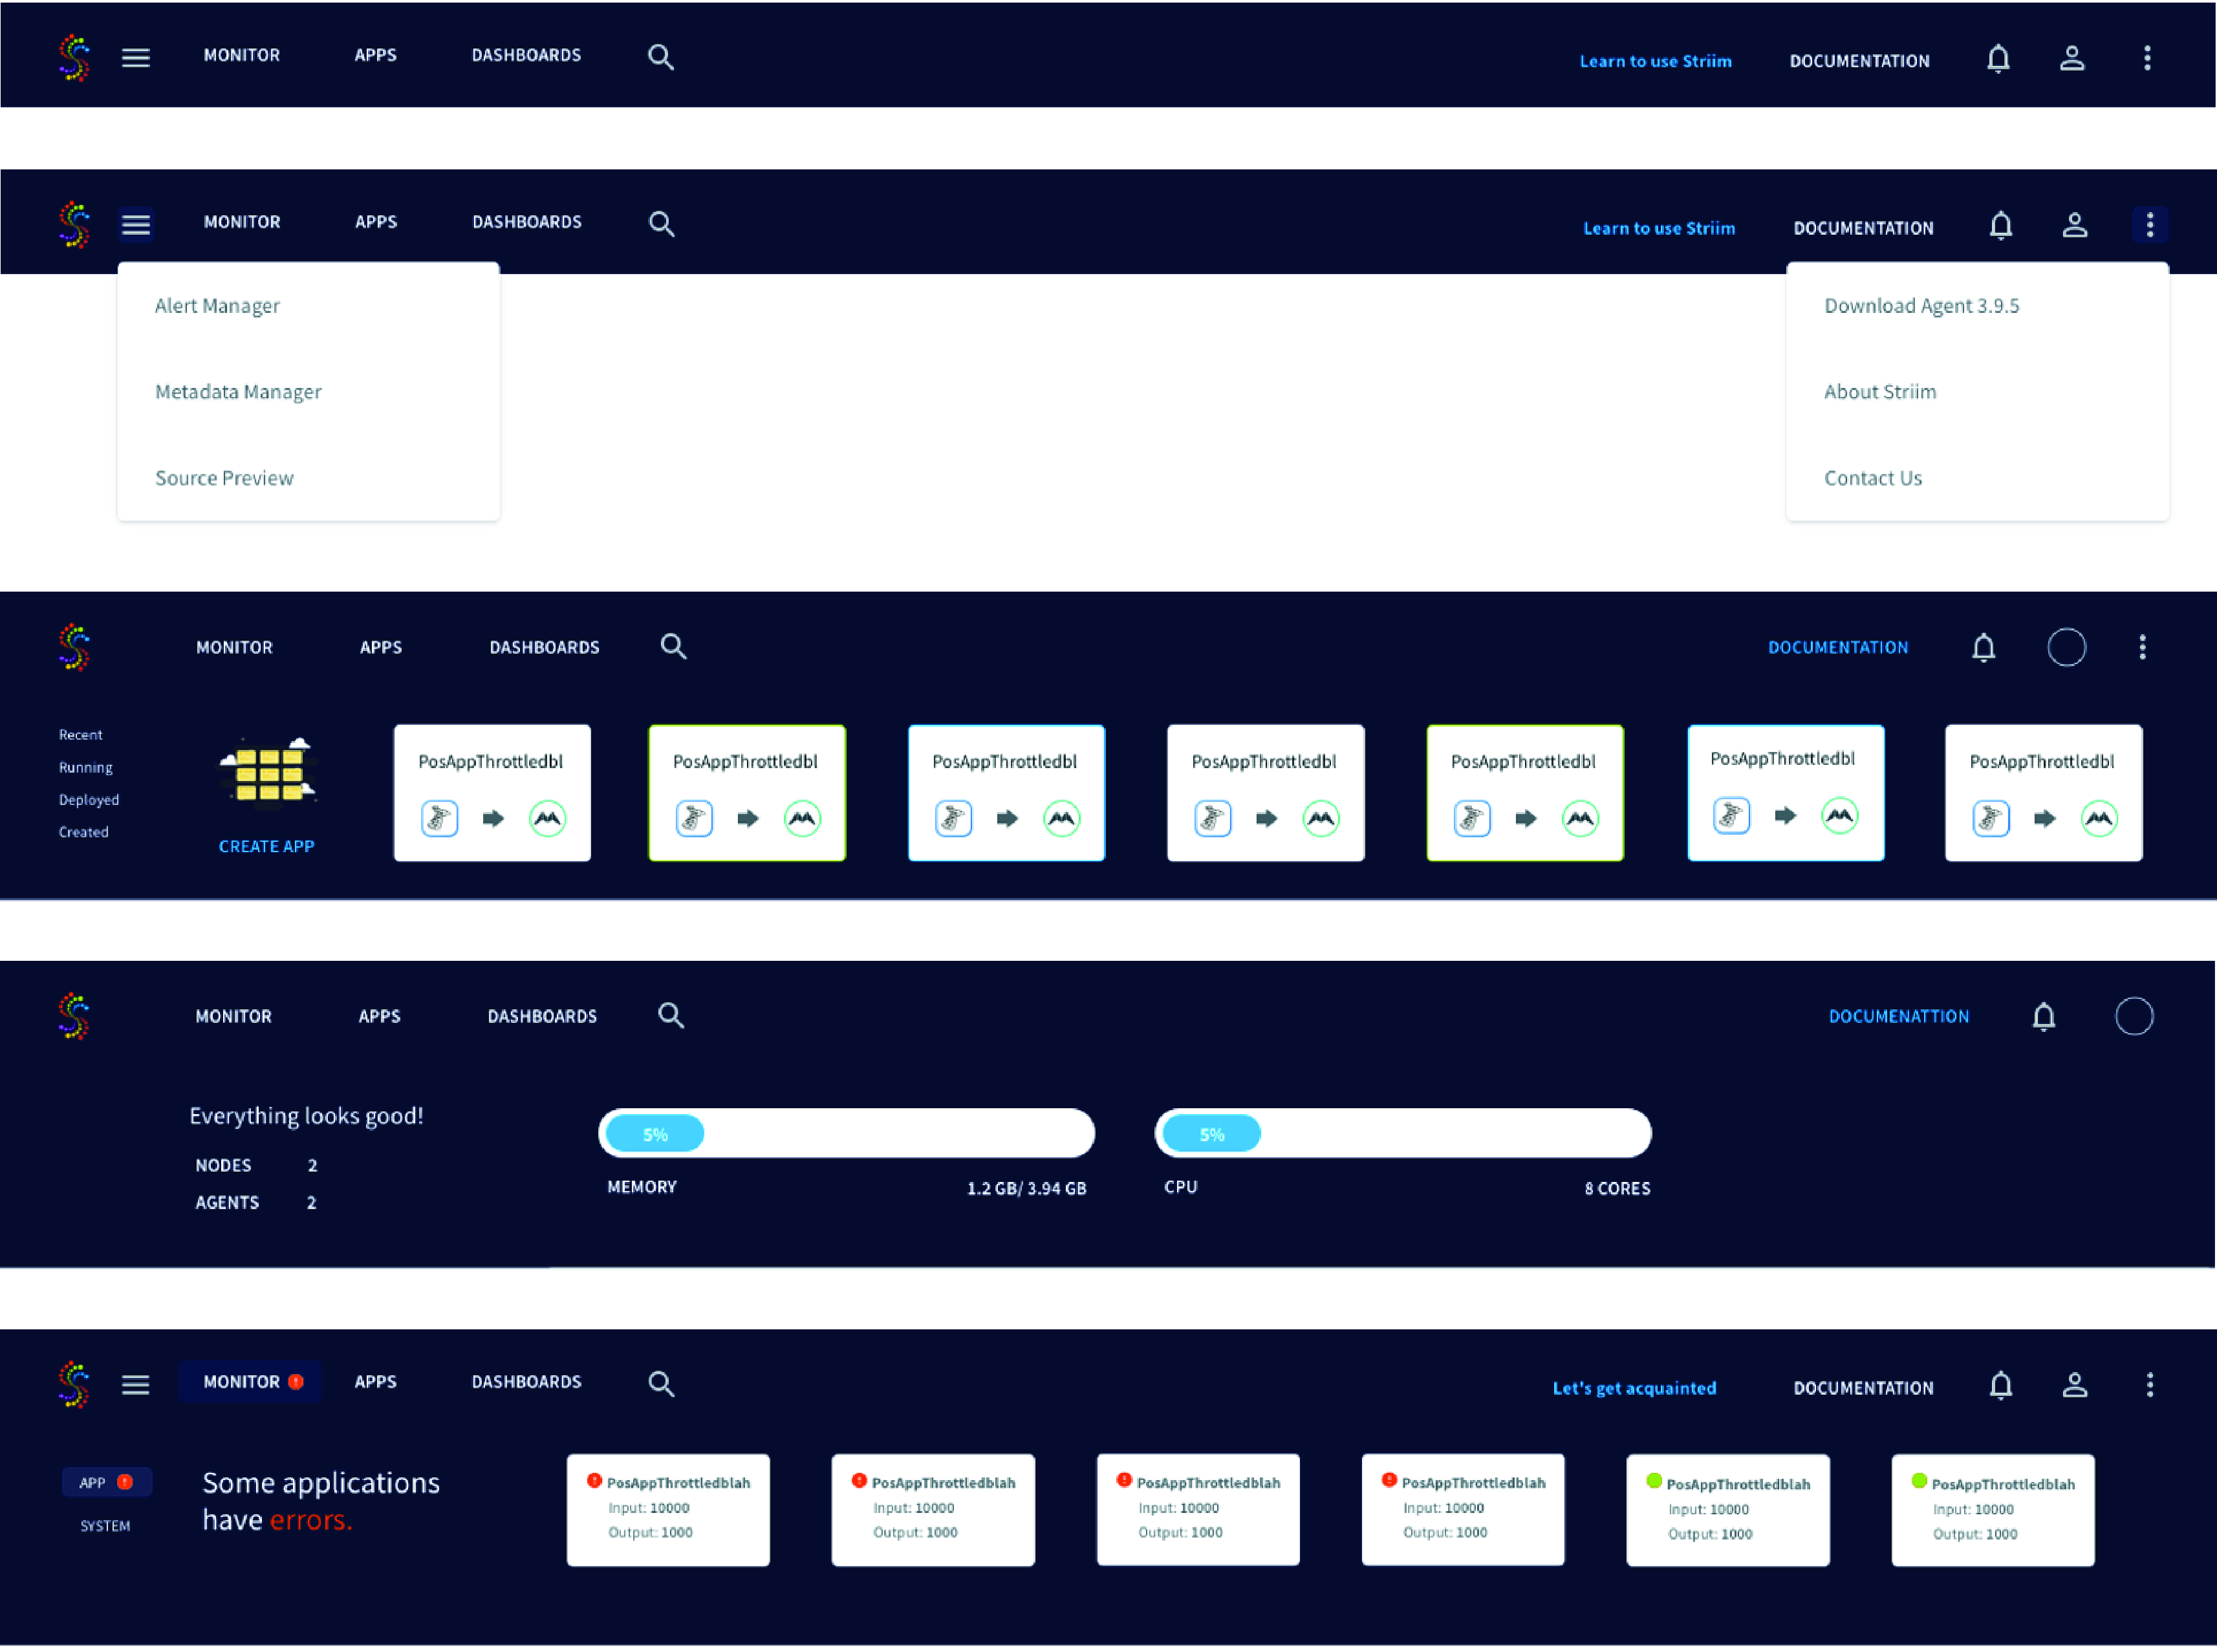 MONITOR APPS DASHBOARDS Learn to use Striim DOCUMENTATION
MONITOR APPS DASHBOARDS Learn to use Striim DOCUMENTATION
Alert Manager
Metadata Manager
Source Preview
Download Agent 3.9.5
About Striim
Contact Us
MONITOR APPS DASHBOARDS DOCUMENTATION
Recent
Running
Deployed
Created
CREATE APP
PosAppThrottledbl
PosAppThrottledbl
PosAppThrottledbl
PosAppThrottledbl
PosAppThrottledbl
PosAppThrottledbl
PosAppThrottledbl
MONITOR APPS DASHBOARDS DOCUMENATTION
Everything looks good!
NODES 2
AGENTS 2
5%
MEMORY 1.2 GB/ 3.94 GB
5%
CPU 8 CORES
MONITOR APPS DASHBOARDS Let's get acquainted DOCUMENTATION
APP
SYSTEM
Some applications
have errors.
PosAppThrottledblah
Input: 10000
Output: 1000
PosAppThrottledblah
Input: 10000
Output: 1000
PosAppThrottledblah
Input: 10000
Output: 1000
PosAppThrottledblah
Input: 10000
Output: 1000
PosAppThrottledblah
Input: 10000
Output: 1000
PosAppThrottledblah
Input: 10000
Output: 1000